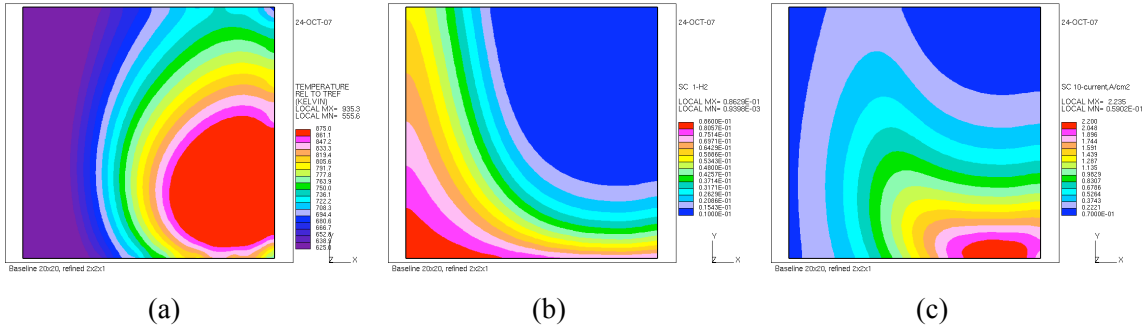 24-OCT-07
TEMPERATURE
REL TO TREF
(KELVIN)
LOCAL MX= 935.3
LOCAL MN= 555.6
875.0
861.1
847.2
833.3
819.4
805.6
791.7
777.8
763.9
750.0
736.1
722.2
708.3
694.4
680.6
666.7
652.8
638.9
625.0
Y
Z X
Baseline 20x20, refined 2x2x1
(a)
24-OCT-07
SC 1-H2
LOCAL MX= 0.8629E-01
LOCAL MN= 0.9398E-03
0.8600E-01
0.8057E-01
0.7514E-01
0.6971E-01
0.6429E-01
0.5886E-01
0.5343E-01
0.4800E-01
0.4257E-01
0.3714E-01
0.3171E-01
0.2629E-01
0.2086E-01
0.1543E-01
0.1000E-01
Y
Z X
Baseline 20x20, refined 2x2x1
(b)
24-OCT-07
SC 10-current,A/cm2
LOCAL MX= 2.235
LOCAL MN= 0.5902E-01
2.200
2.048
1.896
1.744
1.591
1.439
1.287
1.135
0.9829
0.8307
0.6786
0.5264
0.3743
0.2221
0.7000E-01
Y
Z X
Baseline 20x20, refined 2x2x1
(c)